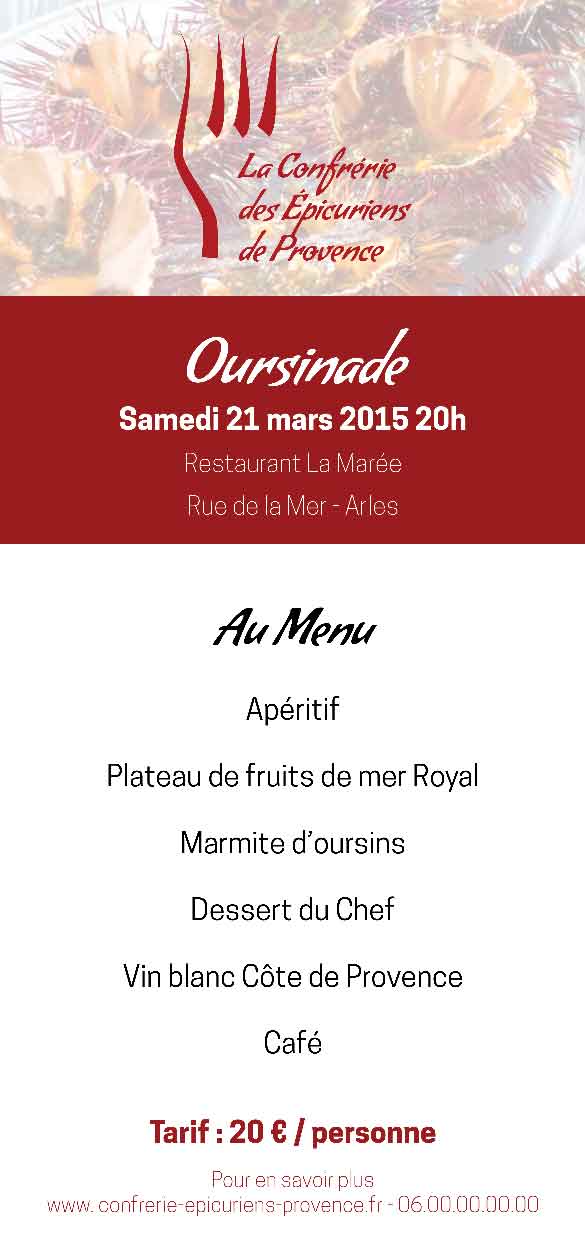 La Confrérie
des Épicuriens
de Provence
Oursinade
Samedi 21 mars 2015 20h
Restaurant La Marée
Rue de la Mer - Arles
Au Menu
Apéritif
Plateau de fruits de mer Royal
Marmite d’oursins
Dessert du Chef
Vin blanc Côte de Provence
Café
Tarif : 20 € / personne
Pour en savoir plus
www. confrerie-epicuriens-provence.fr - 06.00.00.00.00